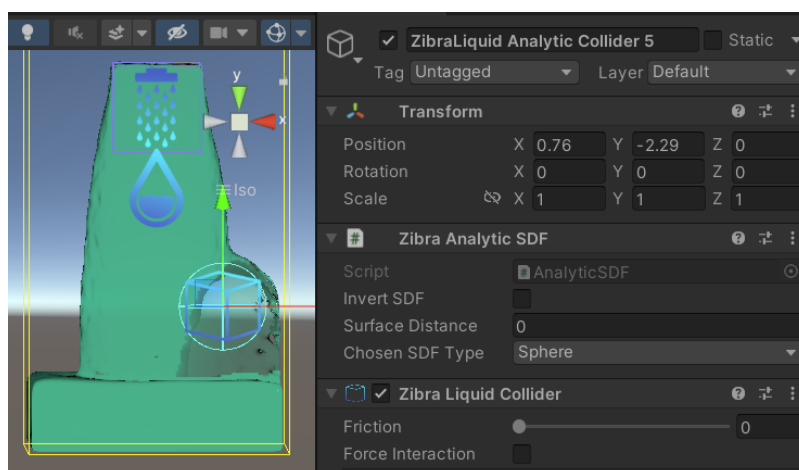 ZibraLiquid Analytic Collider 5 Static
Tag Untagged Layer Default
Transform
Position X 0.76 Y -2.29 Z 0
Rotation X 0 Y 0 Z 0
Scale X 1 Y 1 Z 1
Zibra Analytic SDF
Script AnalyticSDF
Invert SDF
Surface Distance 0
Chosen SDF Type Sphere
Zibra Liquid Collider
Friction 0
Force Interaction
y
x
Iso